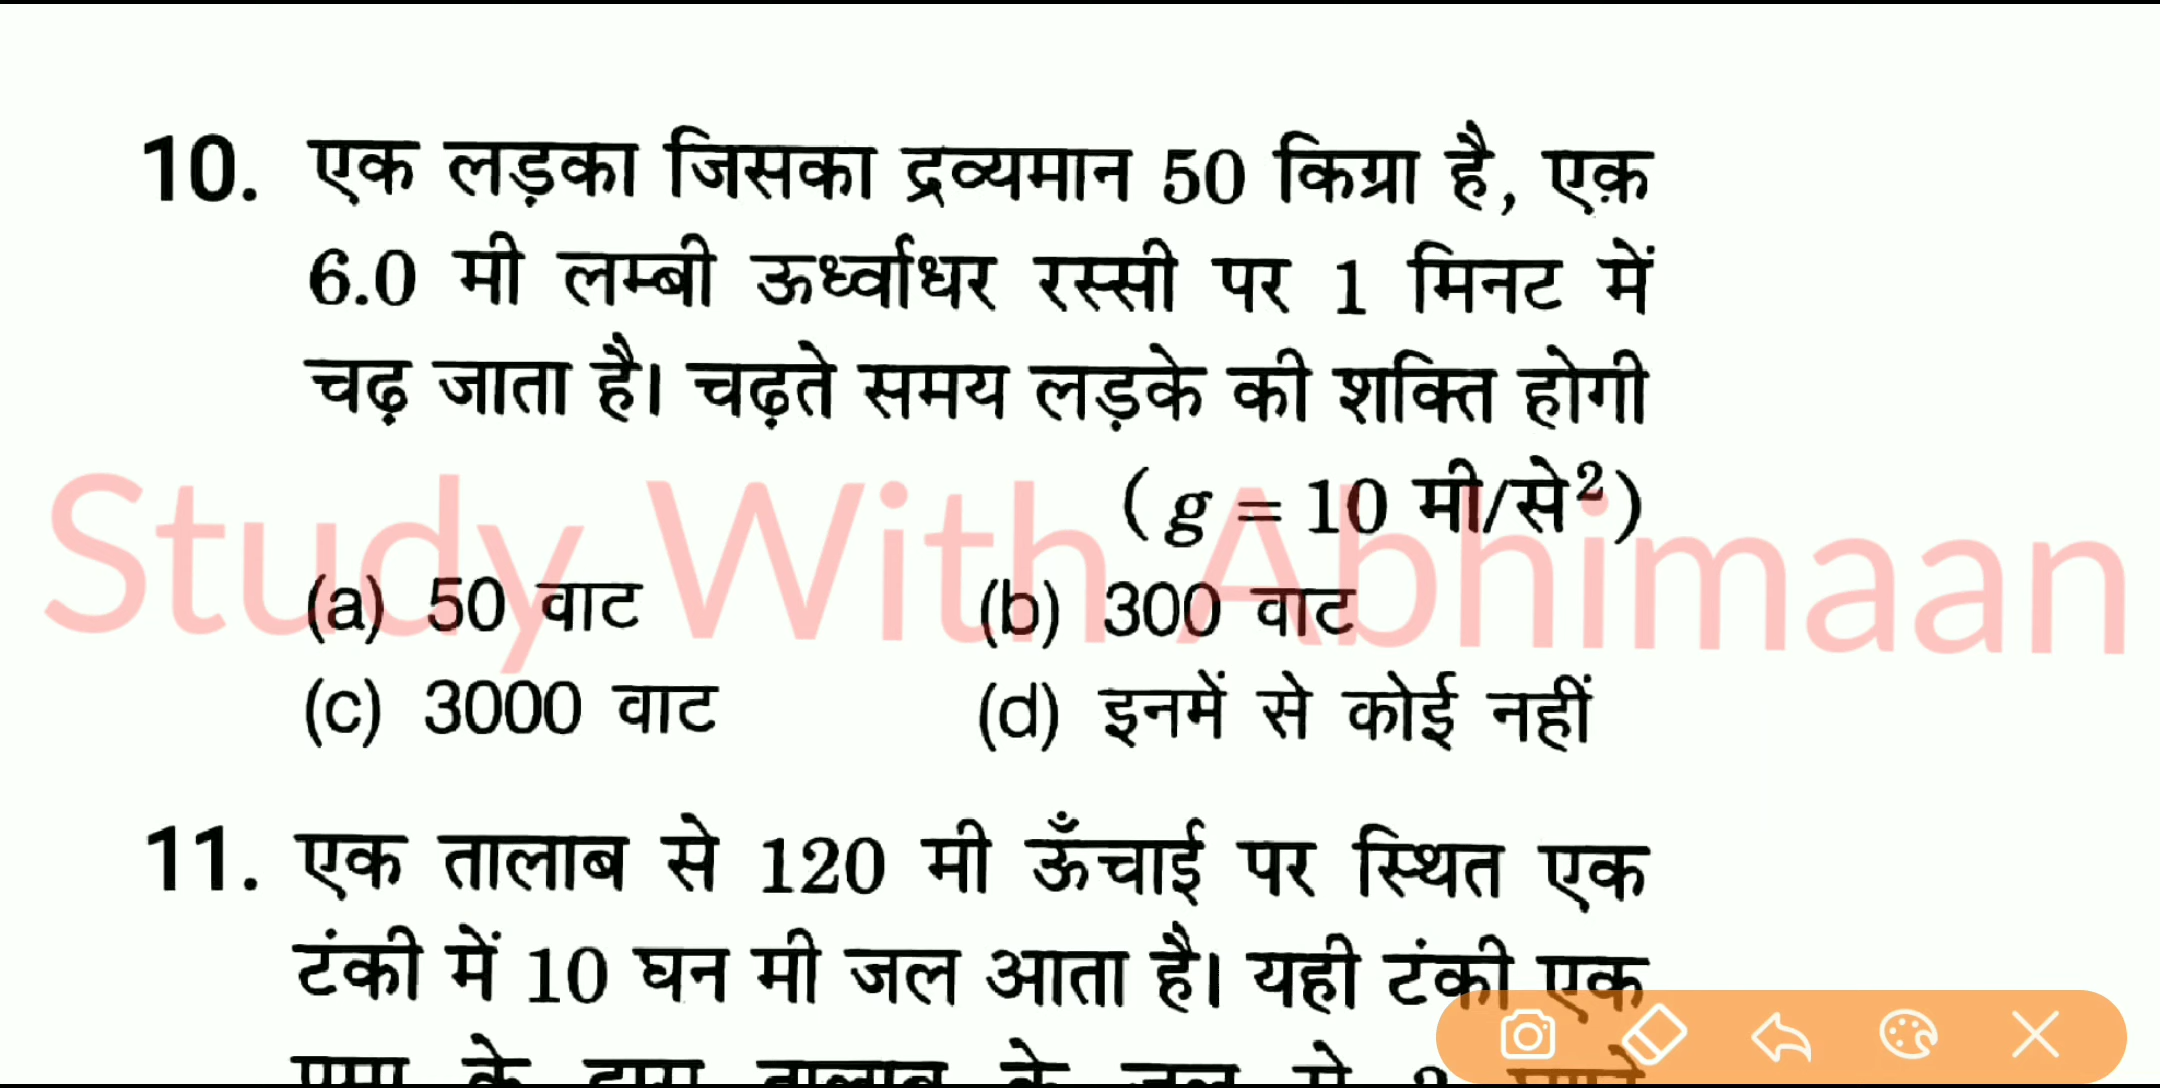 10. एक लड़का जिसका द्रव्यमान 50 किग्रा है, एक़
6.0 मी लम्बी ऊर्ध्वाधर रस्सी पर 1 मिनट में
चढ़ जाता है। चढ़ते समय लड़के की शक्ति होगी
( g = 10 मी/से² )
Study With Abhimaan
(a) 50 वाट (b) 300 वाट
(c) 3000 वाट (d) इनमें से कोई नहीं
11. एक तालाब से 120 मी ऊँचाई पर स्थित एक
टंकी में 10 घन मी जल आता है। यही टंकी एक